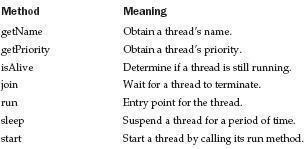 Method Meaning
getName Obtain a thread's name.
getPriority Obtain a thread's priority.
isAlive Determine if a thread is still running.
join Wait for a thread to terminate.
run Entry point for the thread.
sleep Suspend a thread for a period of time.
start Start a thread by calling its run method.